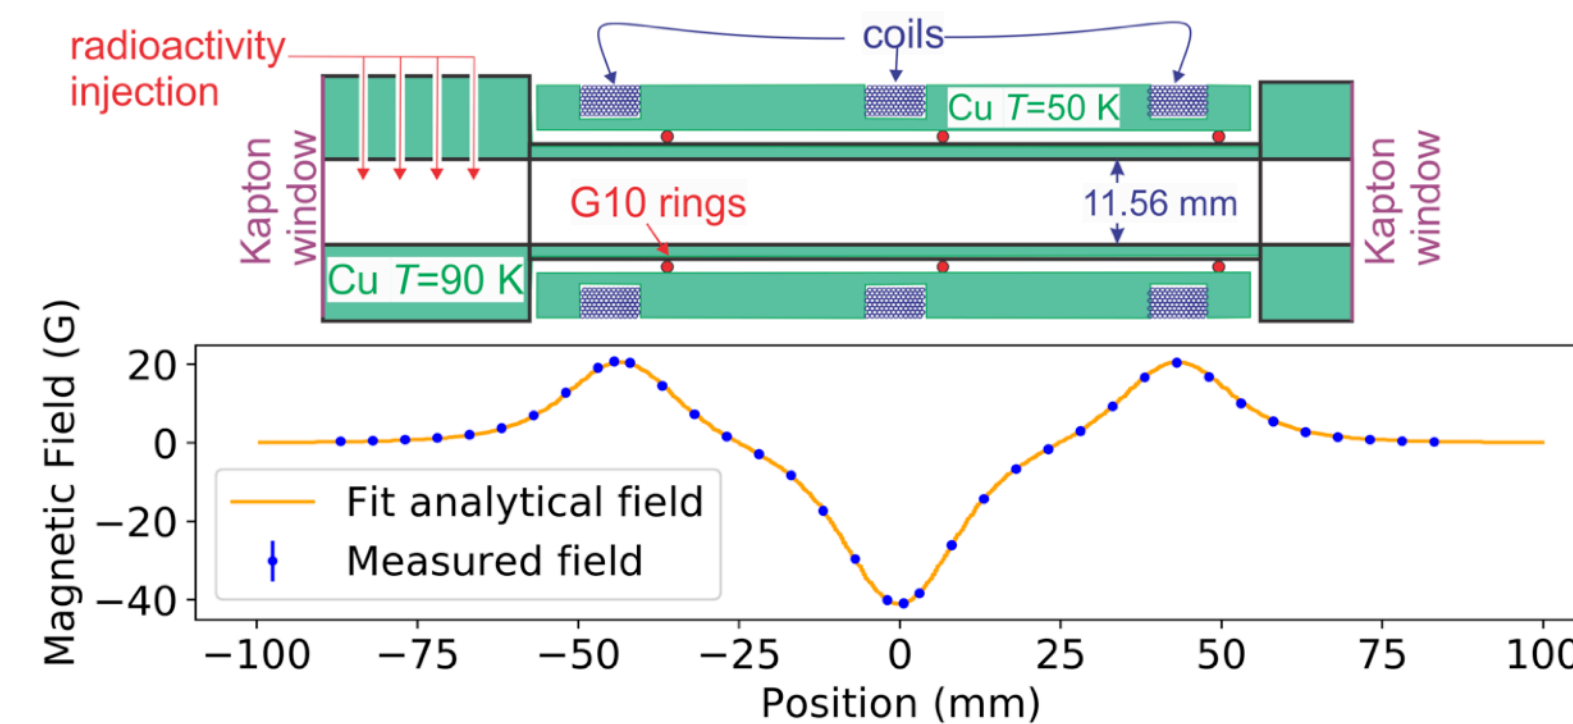 radioactivity
injection
coils
Cu T=50 K
Kapton
window
G10 rings
11.56 mm
Kapton
window
Cu T=90 K
Magnetic Field (G)
20
0
−20
−40
Fit analytical field
Measured field
−100
−75
−50
−25
0
25
50
75
100
Position (mm)